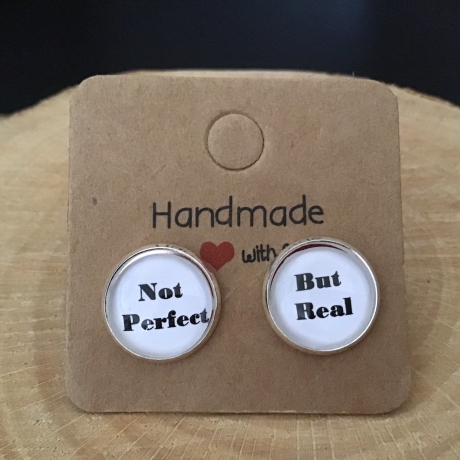 Handmade
with
Not
Perfect
But
Real